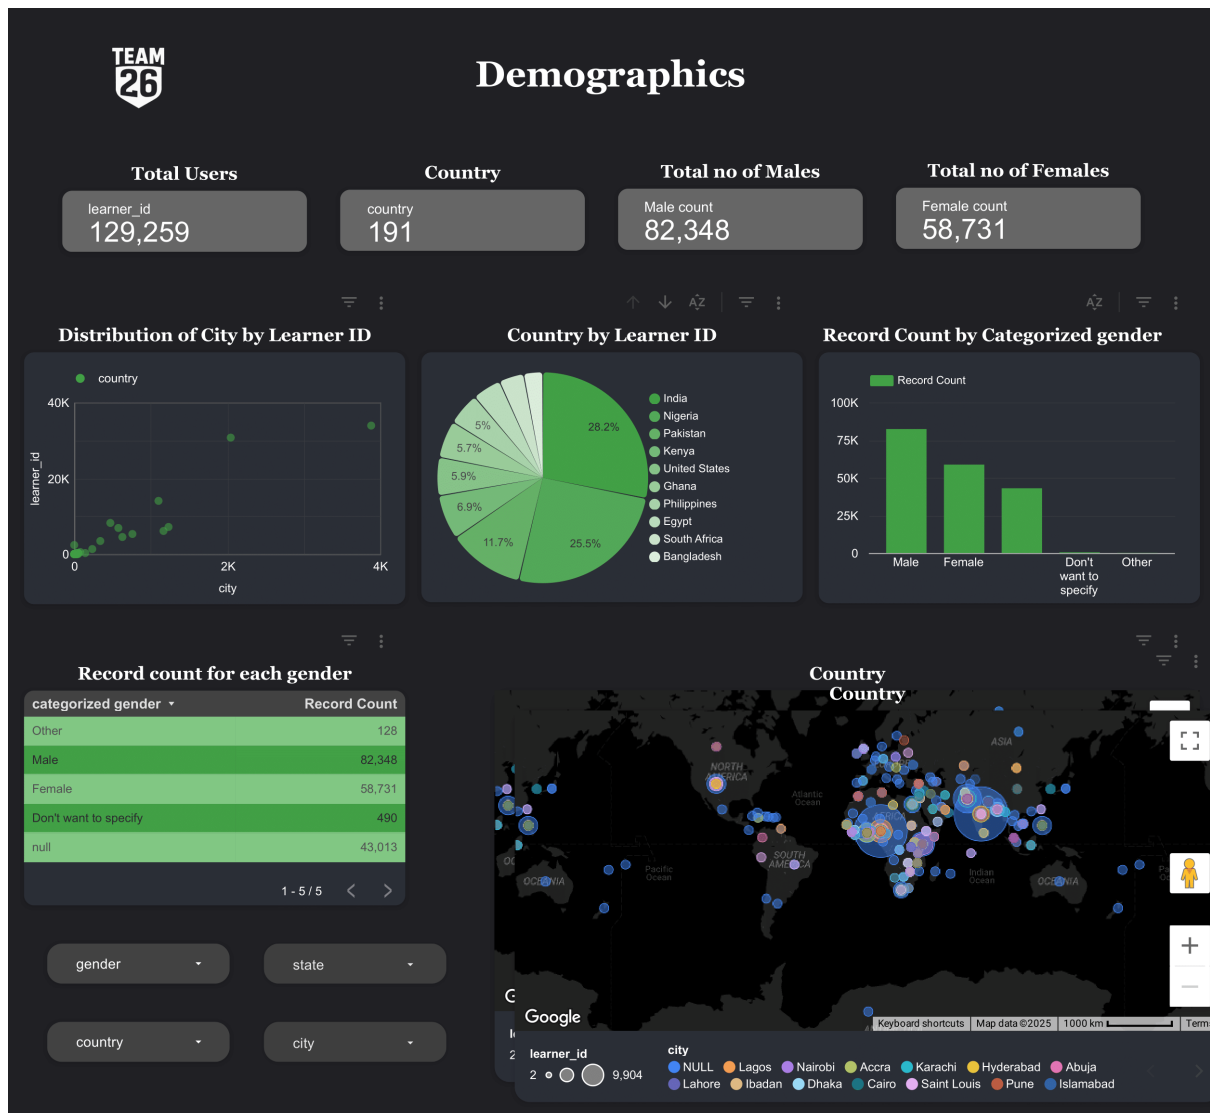 TEAM
26
Demographics
Total Users
Country
Total no of Males
Total no of Females
learner_id
129,259
country
191
Male count
82,348
Female count
58,731
Distribution of City by Learner ID
Country by Learner ID
Record Count by Categorized gender
country
40K
20K
0
0
2K
4K
learner_id
city
28.2%
25.5%
11.7%
6.9%
5.9%
5.7%
5%
India
Nigeria
Pakistan
Kenya
United States
Ghana
Philippines
Egypt
South Africa
Bangladesh
Record Count
100K
75K
50K
25K
0
Male
Female
Don't
want to
specify
Other
Record count for each gender
categorized gender
Record Count
Other
128
Male
82,348
Female
58,731
Don't want to specify
490
null
43,013
1 - 5 / 5
gender
state
country
city
Country
Country
ASIA
NORTH
AMERICA
Atlantic
Ocean
AFRICA
SOUTH
AMERICA
Pacific
Ocean
Indian
Ocean
OCEANIA
OCEANIA
Google
Keyboard shortcuts
Map data ©2025
1000 km
Term
learner_id
2
9,904
city
NULL
Lagos
Nairobi
Accra
Karachi
Hyderabad
Abuja
Lahore
Ibadan
Dhaka
Cairo
Saint Louis
Pune
Islamabad